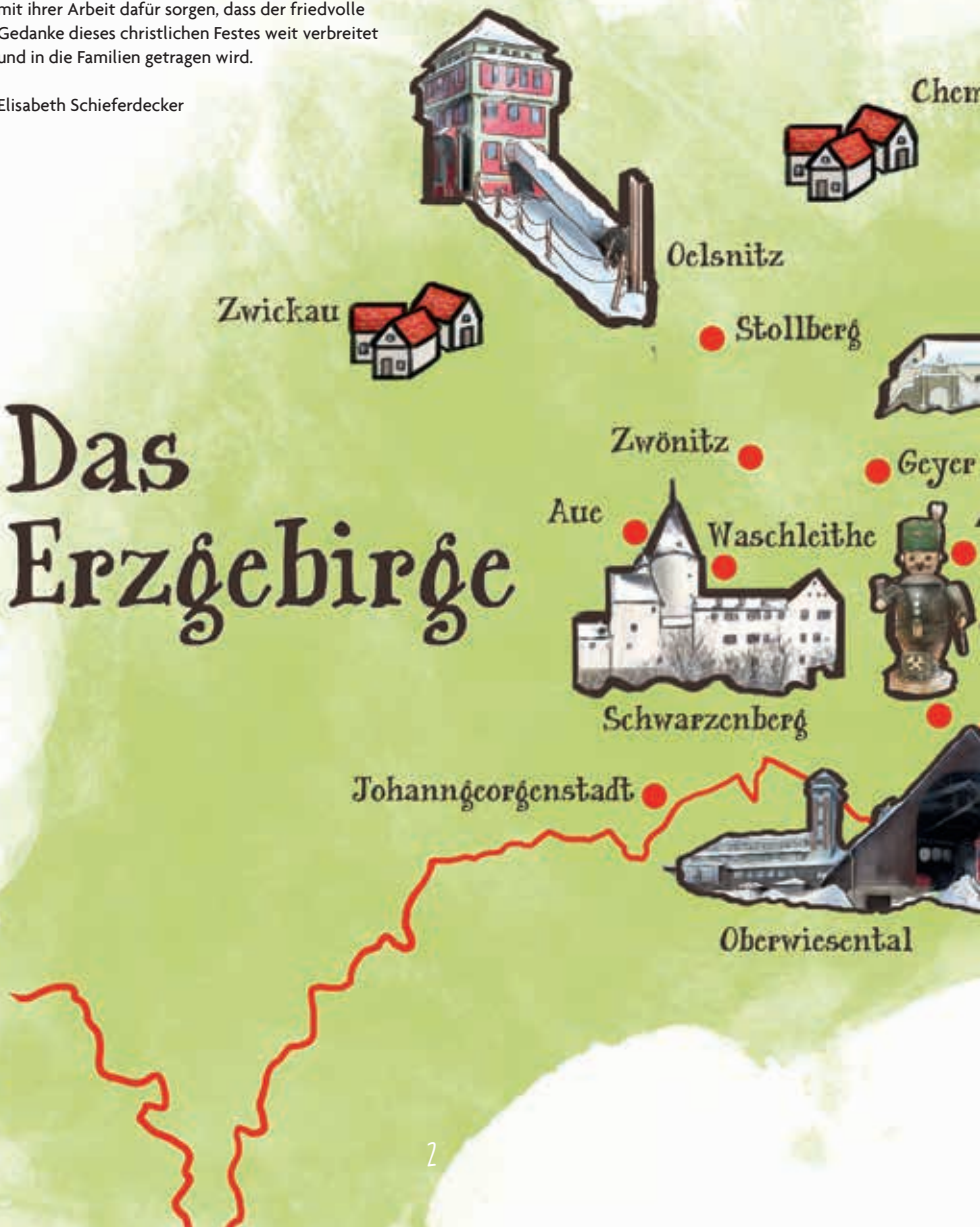 mit ihrer Arbeit dafür sorgen, dass der friedvolle
Gedanke dieses christlichen Festes weit verbreitet
und in die Familien getragen wird.
Elisabeth Schieferdecker
Chem
Oelsnitz
Zwickau
Stollberg
Das
Erzgebirge
Zwönitz
Geyer
Aue
Waschleithe
Schwarzenberg
Johanngeorgenstadt
Oberwiesental
2